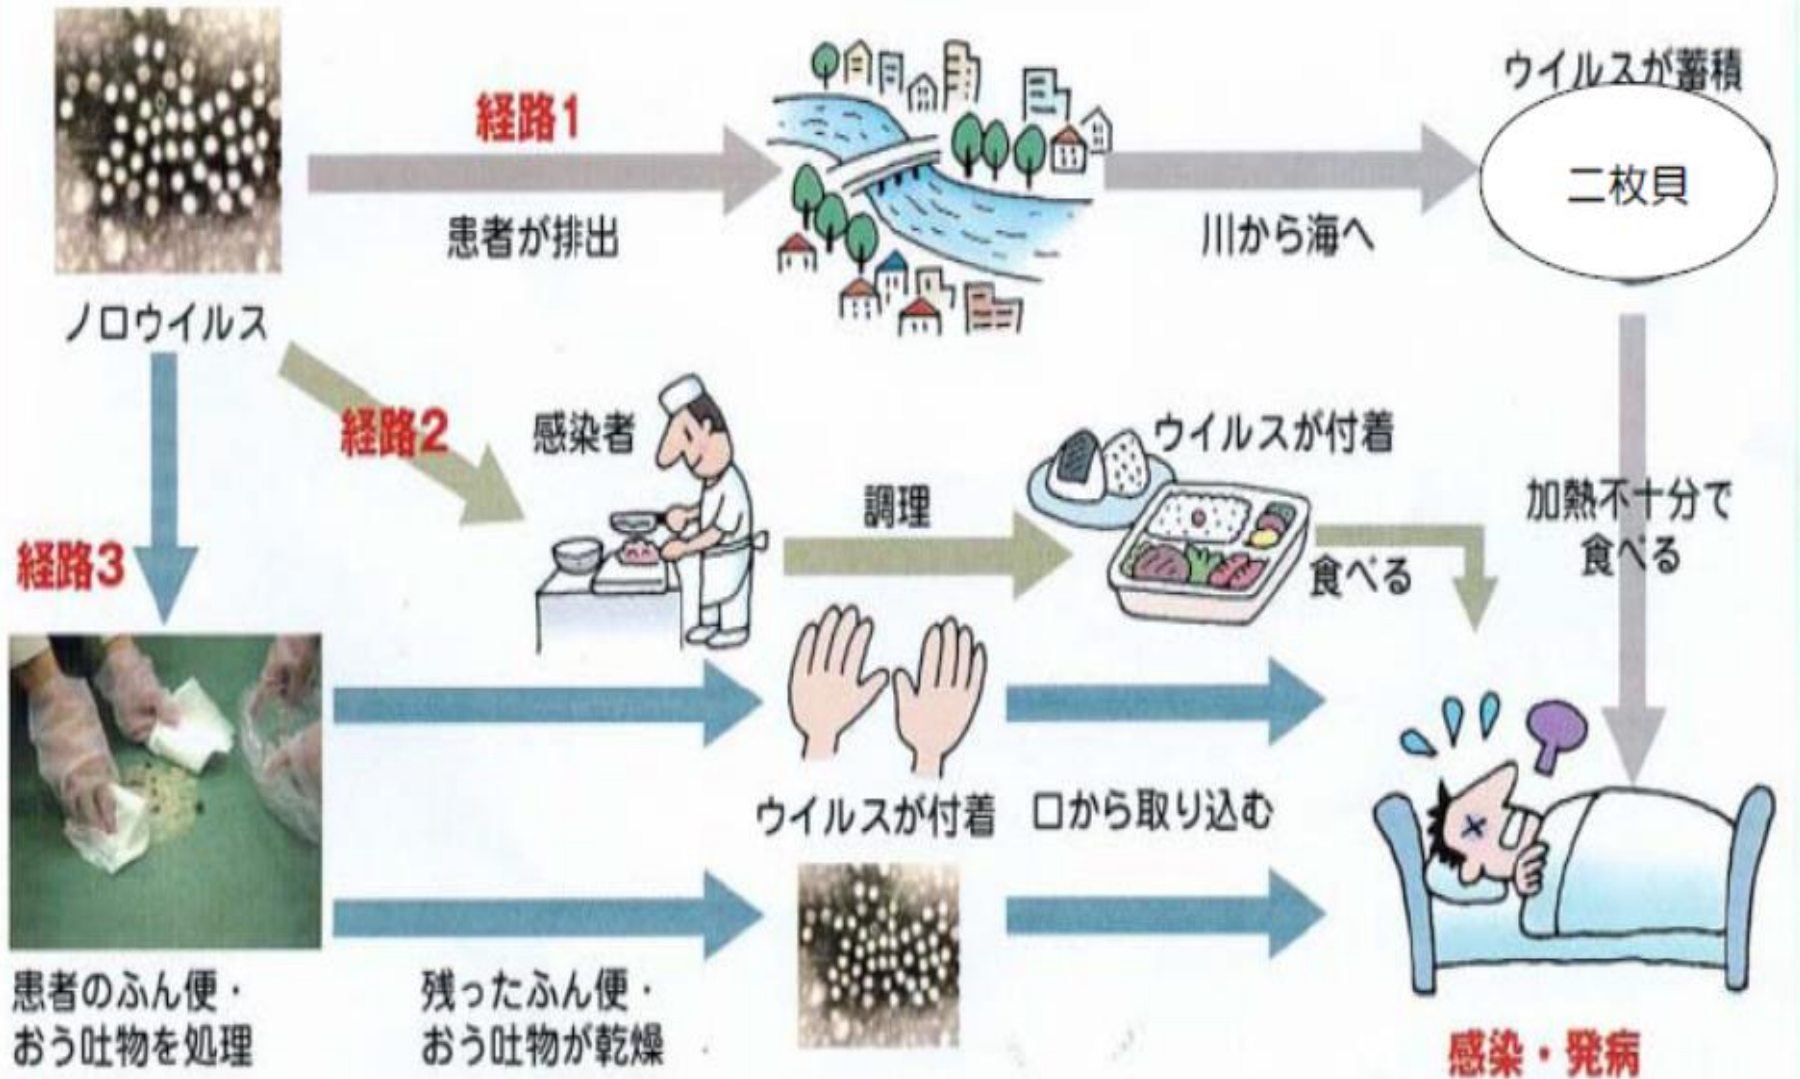 経路1
患者が排出
川から海へ
ウイルスが蓄積
二枚貝
ノロウイルス
経路2
感染者
調理
ウイルスが付着
食べる
加熱不十分で
食べる
経路3
ウイルスが付着
口から取り込む
患者のふん便・
おう吐物を処理
残ったふん便・
おう吐物が乾燥
感染・発病